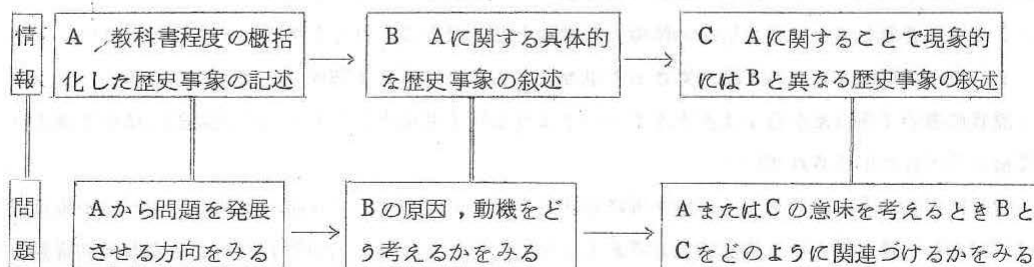 情報
A 教科書程度の概括
化した歴史事象の記述
B Aに関する具体的
な歴史事象の叙述
C Aに関することで現象的
にはBと異なる歴史事象の叙述
問題
Aから問題を発展
させる方向をみる
Bの原因，動機をど
う考えるかをみる
AまたはCの意味を考えるときBと
Cをどのように関連づけるかをみる